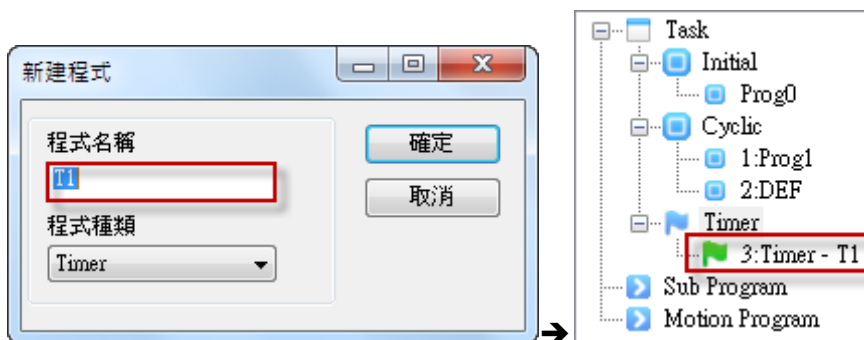 新建程式
程式名稱
T1
程式種類
Timer
確定
取消
➔
Task
Initial
Prog0
Cyclic
1:Prog1
2:DEF
Timer
3:Timer - T1
Sub Program
Motion Program